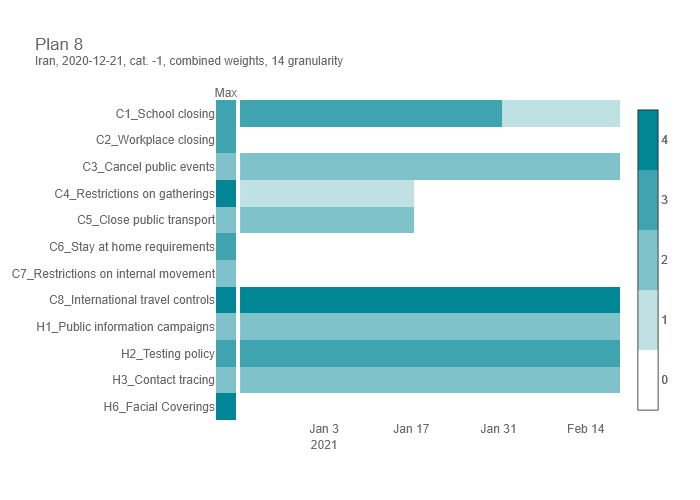 Plan 8
Iran, 2020-12-21, cat. -1, combined weights, 14 granularity
Max
C1_School closing
C2_Workplace closing
C3_Cancel public events
C4_Restrictions on gatherings
C5_Close public transport
C6_Stay at home requirements
C7_Restrictions on internal movement
C8_International travel controls
H1_Public information campaigns
H2_Testing policy
H3_Contact tracing
H6_Facial Coverings
Jan 3 Jan 17 Jan 31 Feb 14
2021
4
3
2
1
0